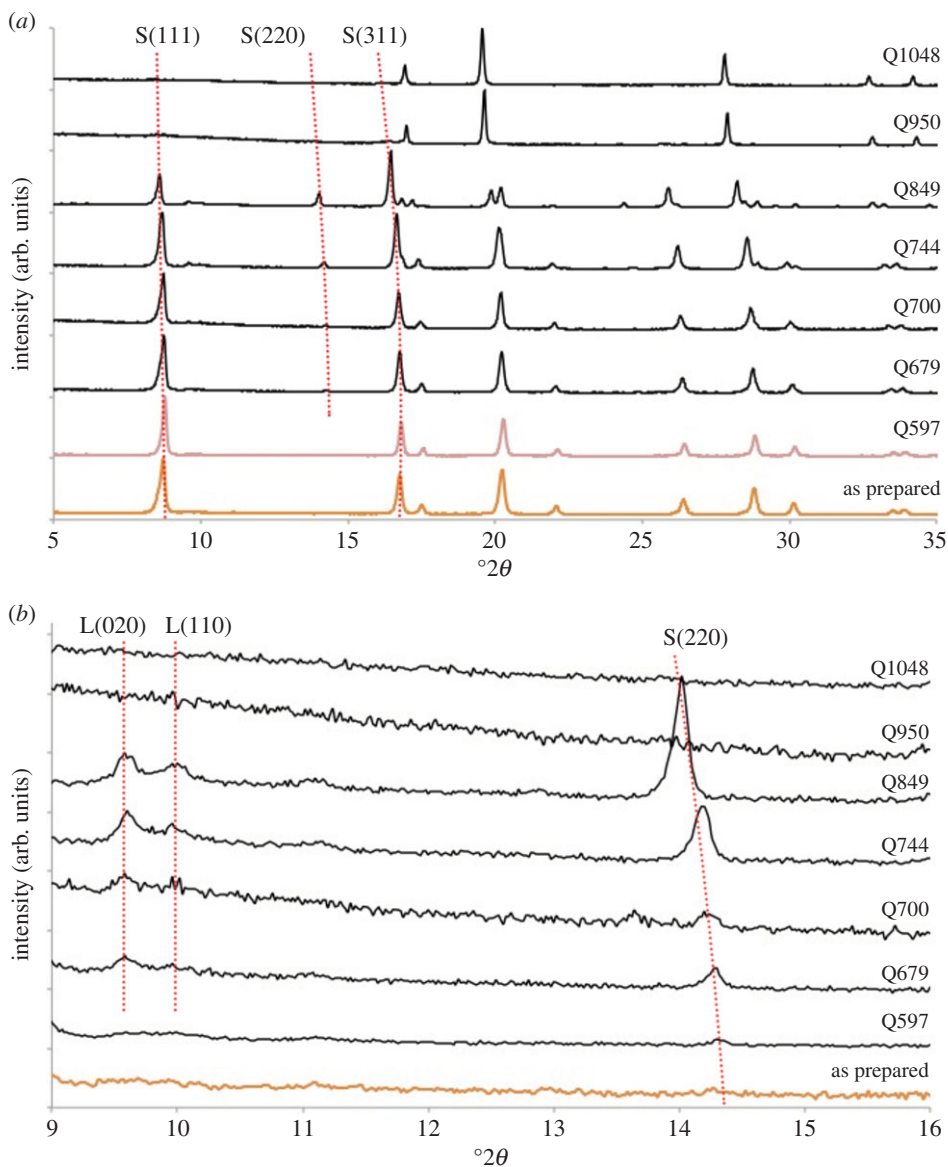 (a)
S(111) S(220) S(311)
Q1048
Q950
Q849
Q744
Q700
Q679
Q597
as prepared
intensity (arb. units)
5 10 15 20 25 30 35
°2θ
(b)
L(020) L(110) S(220)
Q1048
Q950
Q849
Q744
Q700
Q679
Q597
as prepared
intensity (arb. units)
9 10 11 12 13 14 15 16
°2θ